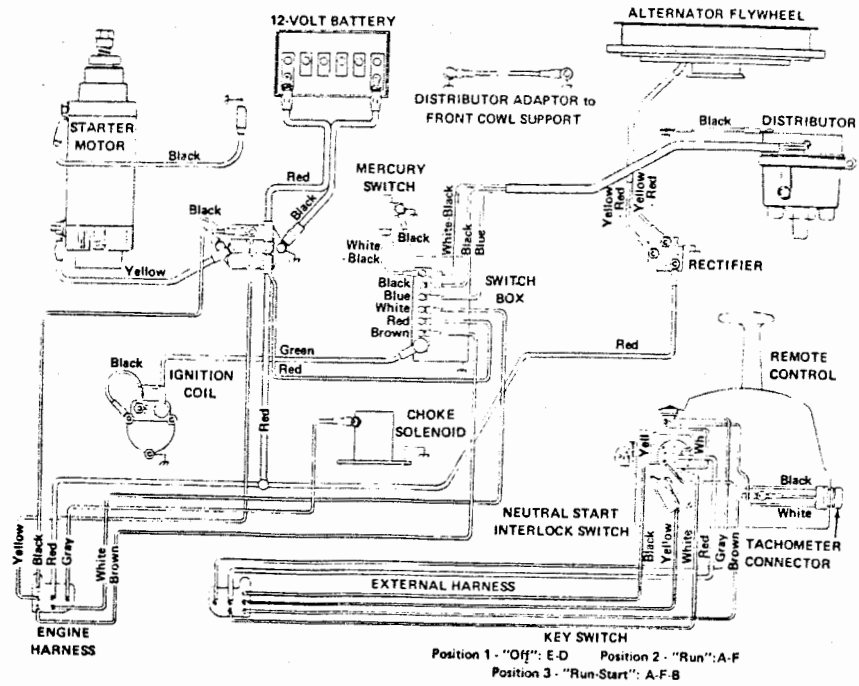 12-VOLT BATTERY
ALTERNATOR FLYWHEEL
STARTER
MOTOR
DISTRIBUTOR ADAPTOR to
FRONT COWL SUPPORT
Black
DISTRIBUTOR
Black
MERCURY
SWITCH
Red
Black
Black
White-Black
Black
Blue
Yellow
Red
Yellow
Red
Black
White
-Black
Yellow
RECTIFIER
Black
Blue
White
Red
Brown
SWITCH
BOX
Green
Red
Red
Black
IGNITION
COIL
REMOTE
CONTROL
Red
CHOKE
SOLENOID
Yell
Wh
NEUTRAL START
INTERLOCK SWITCH
Black
White
TACHOMETER
CONNECTOR
Yellow
Black
Red
Gray
White
Brown
Black
Yellow
White
Red
Gray
Brown
EXTERNAL HARNESS
ENGINE
HARNESS
KEY SWITCH
Position 1 - "Off": E-D Position 2 - "Run": A-F
Position 3 - "Run-Start": A-F-B